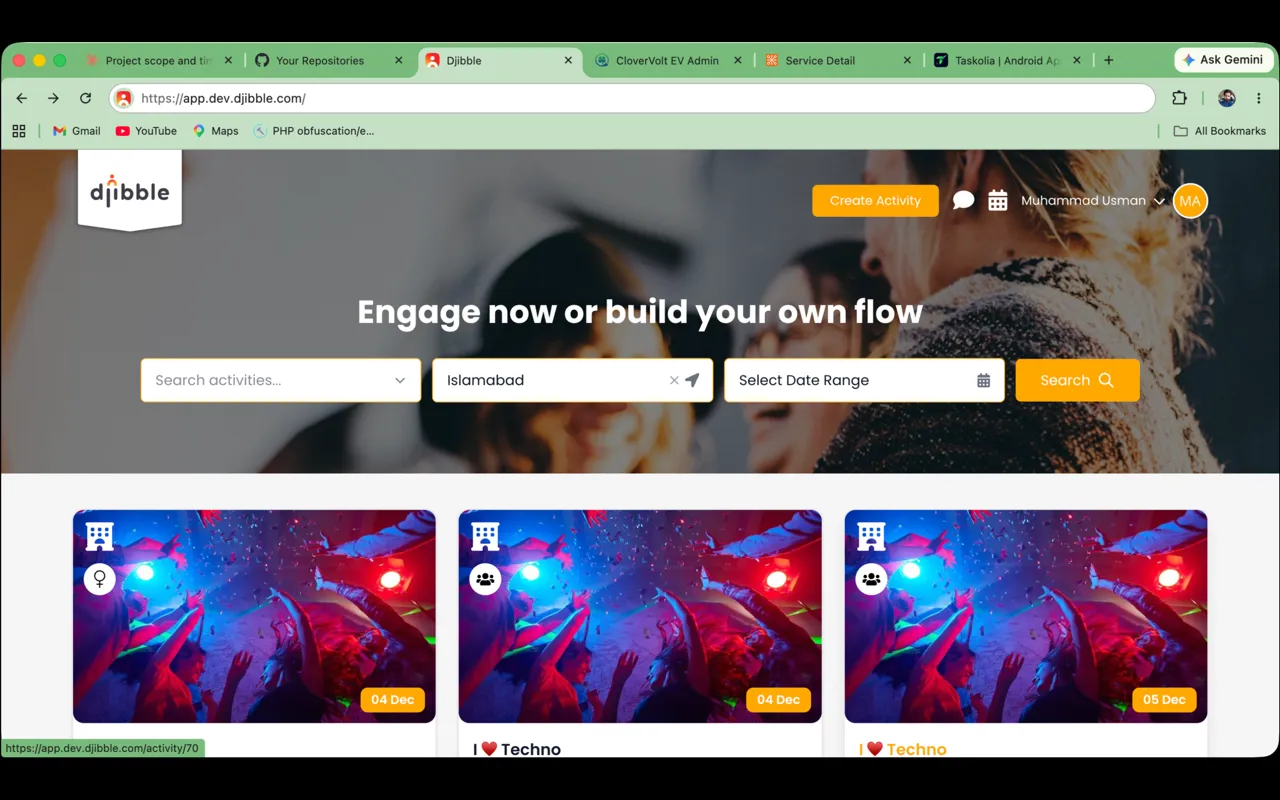 Project scope and tim
Your Repositories
Djibble
CloverVolt EV Admin
Service Detail
Taskolia | Android Ap
Ask Gemini
https://app.dev.djibble.com/
Gmail
YouTube
Maps
PHP obfuscation/e...
All Bookmarks
djibble
Create Activity
Muhammad Usman
MA
Engage now or build your own flow
Search activities...
Islamabad
Select Date Range
Search
04 Dec
04 Dec
05 Dec
I ❤️ Techno
I ❤️ Techno
https://app.dev.djibble.com/activity/70